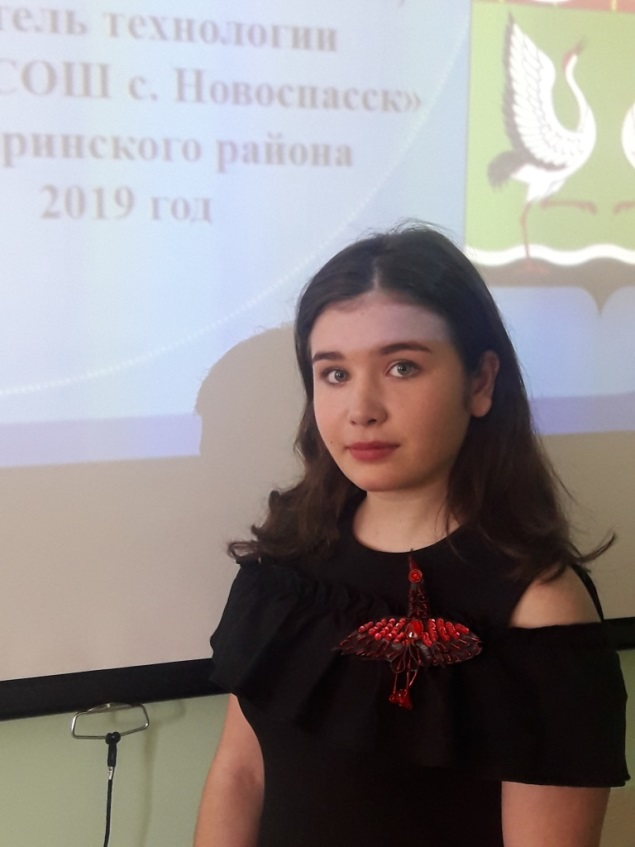 тель технологии
СОШ с. Новоспасск»
ринского района
2019 год